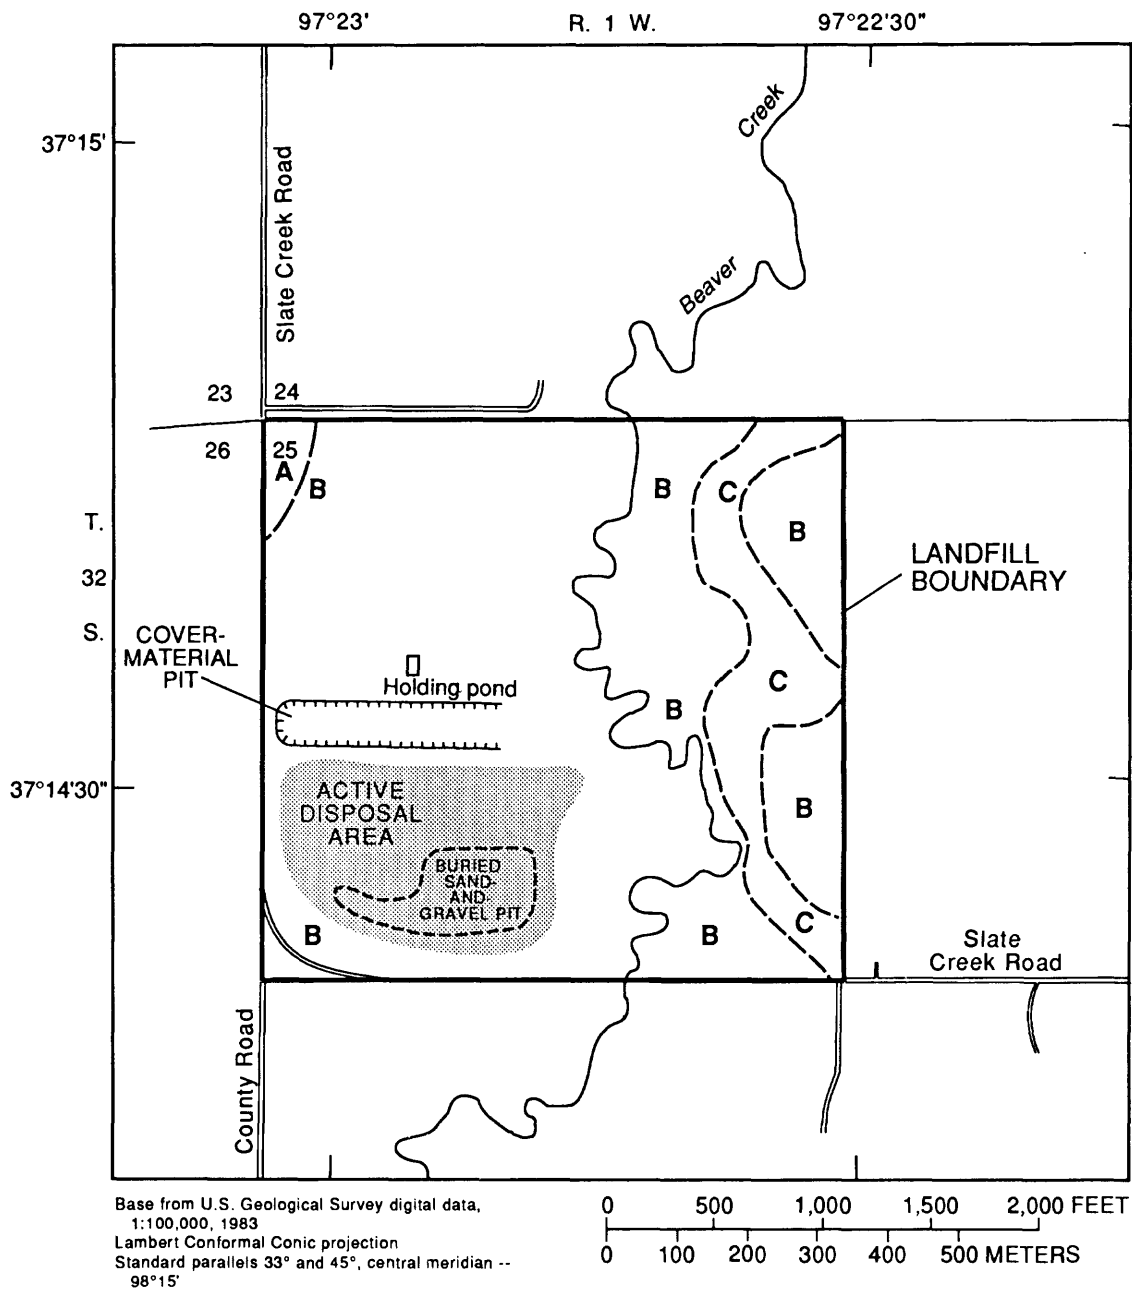 97°23'
R. 1 W.
97°22'30"
37°15'
Creek
Slate Creek Road
Beaver
23
24
26
25
A
B
B
C
B
T.
32
S.
LANDFILL
BOUNDARY
COVER-
MATERIAL
PIT
Holding pond
C
B
37°14'30"
ACTIVE
DISPOSAL
AREA
B
BURIED
SAND-
AND-
GRAVEL PIT
B
B
C
Slate
Creek Road
County Road
Base from U.S. Geological Survey digital data,
1:100,000, 1983
Lambert Conformal Conic projection
Standard parallels 33° and 45°, central meridian --
98°15'
0 500 1,000 1,500 2,000 FEET
0 100 200 300 400 500 METERS